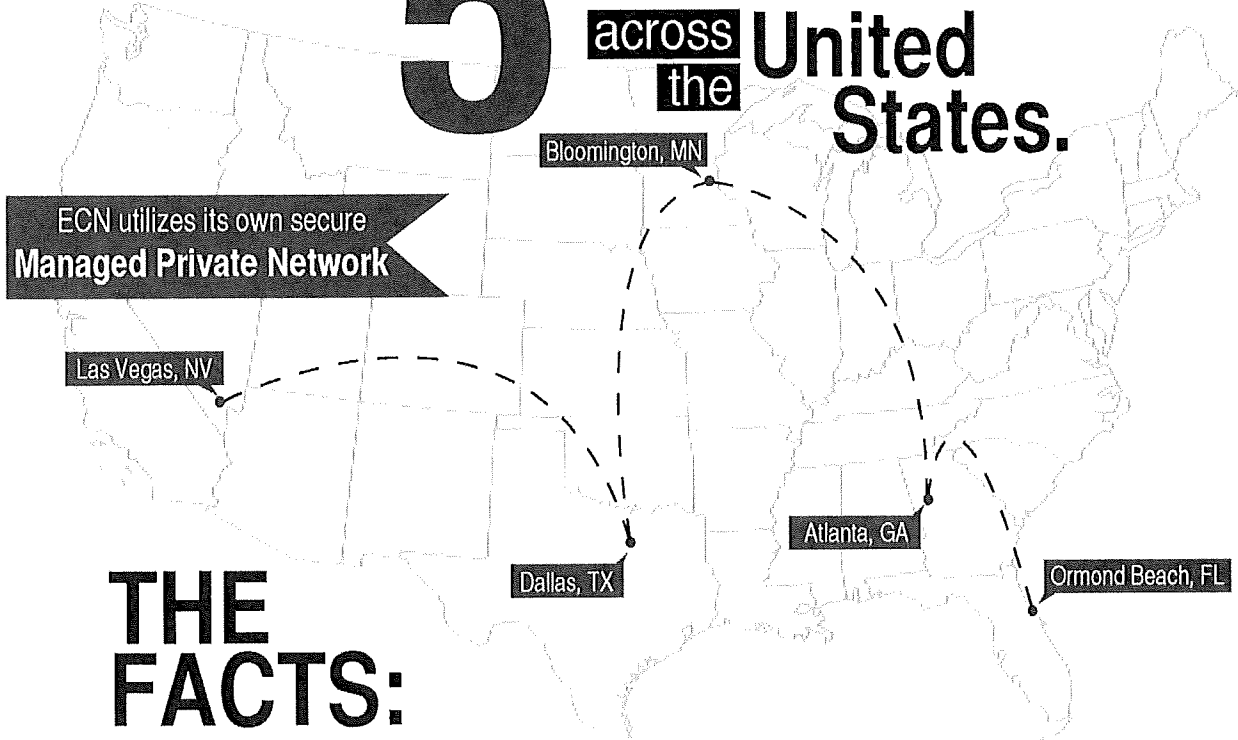 5
across United
the States.
Bloomington, MN
ECN utilizes its own secure
Managed Private Network
Las Vegas, NV
Atlanta, GA
Dallas, TX
Ormond Beach, FL
THE
FACTS: